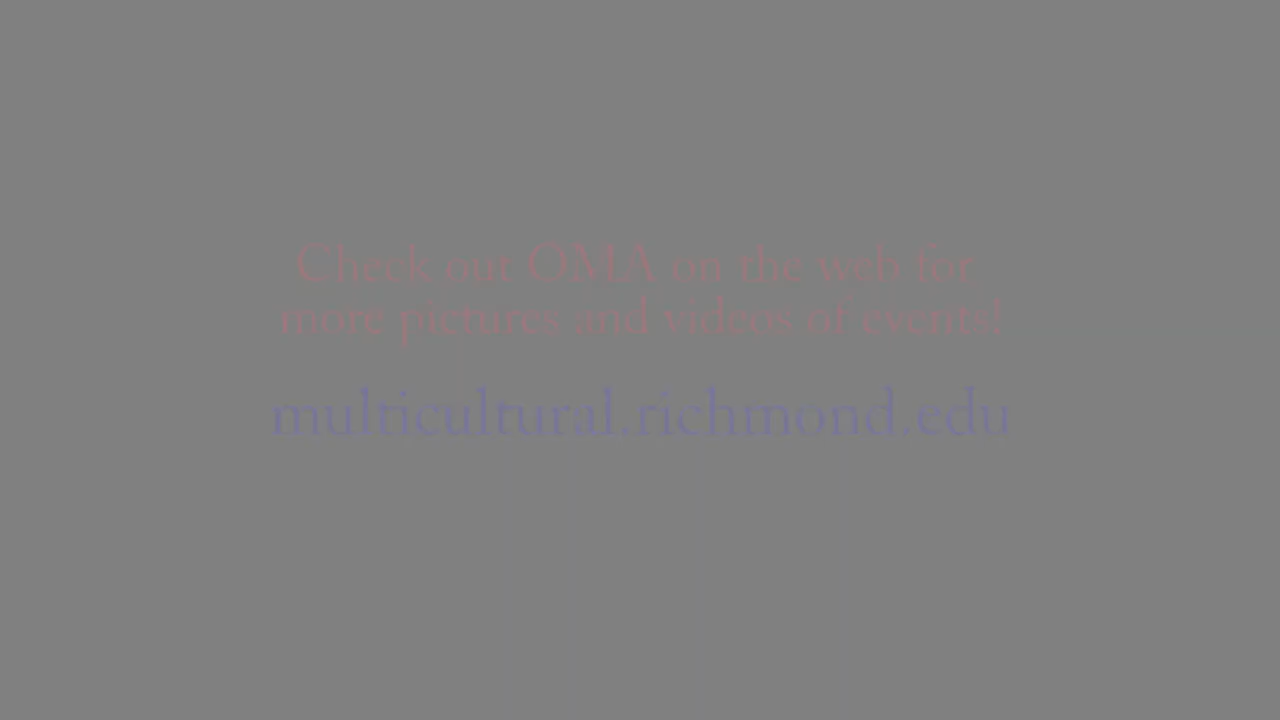 Check out OMA on the web for
more pictures and videos of events!
multicultural.richmond.edu